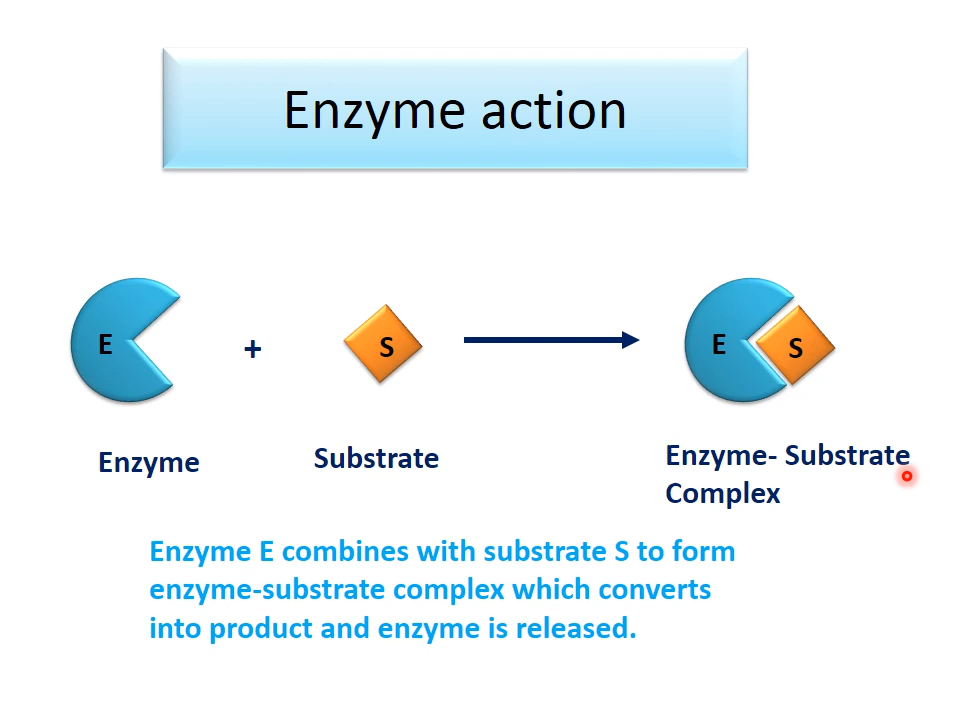 Enzyme action
E
+
S
E
S
Enzyme
Substrate
Enzyme- Substrate
Complex
Enzyme E combines with substrate S to form
enzyme-substrate complex which converts
into product and enzyme is released.